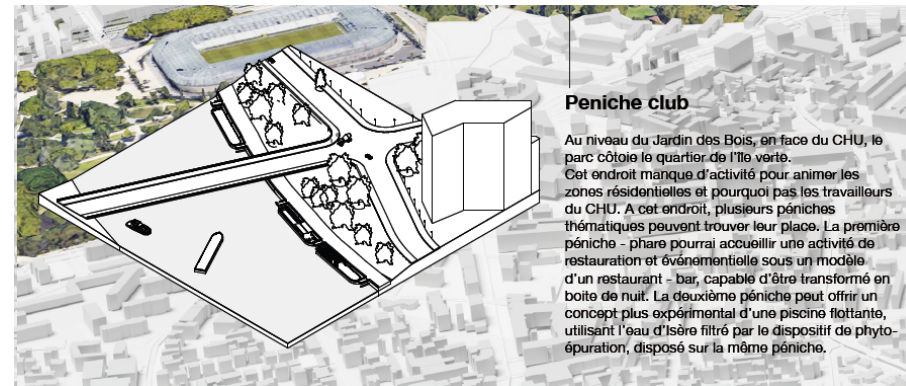 Peniche club
Au niveau du Jardin des Bois, en face du CHU, le
parc côtoie le quartier de l'île verte.
Cet endroit manque d'activité pour animer les
zones résidentielles et pourquoi pas les travailleurs
du CHU. A cet endroit, plusieurs péniches
thématiques peuvent trouver leur place. La première
péniche - phare pourrai accueillir une activité de
restauration et événementielle sous un modèle
d'un restaurant - bar, capable d'être transformé en
boite de nuit. La deuxième péniche peut offrir un
concept plus expérimental d'une piscine flottante,
utilisant l'eau d'Isère filtré par le dispositif de phyto-
épuration, disposé sur la même péniche.